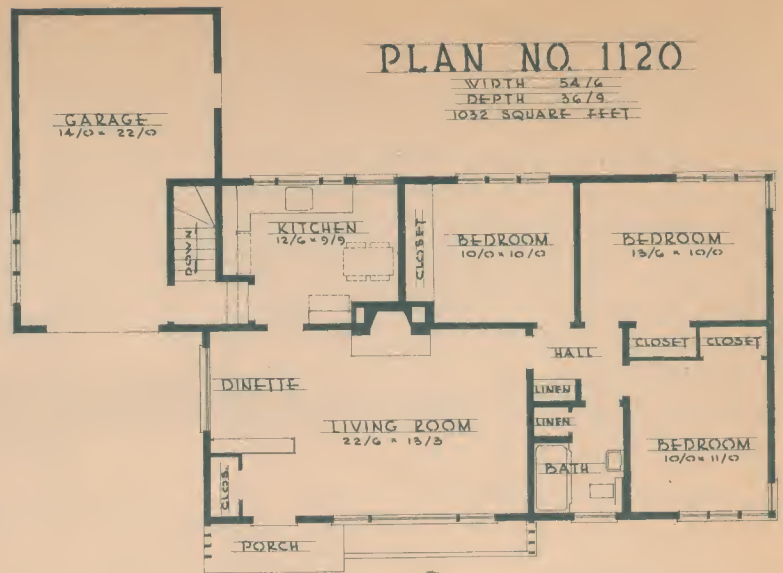 PLAN NO. 1120
WIDTH 54/6
DEPTH 36/9
1032 SQUARE FEET
GARAGE
14/0 × 22/0
DOWN
KITCHEN
12/6 × 9/9
CLOSET
BEDROOM
10/0 × 10/0
BEDROOM
13/6 × 10/0
HALL
CLOSET
CLOSET
DINETTE
LINEN
LINEN
LIVING ROOM
22/6 × 13/3
BEDROOM
10/0 × 11/0
BATH
CLOS.
PORCH